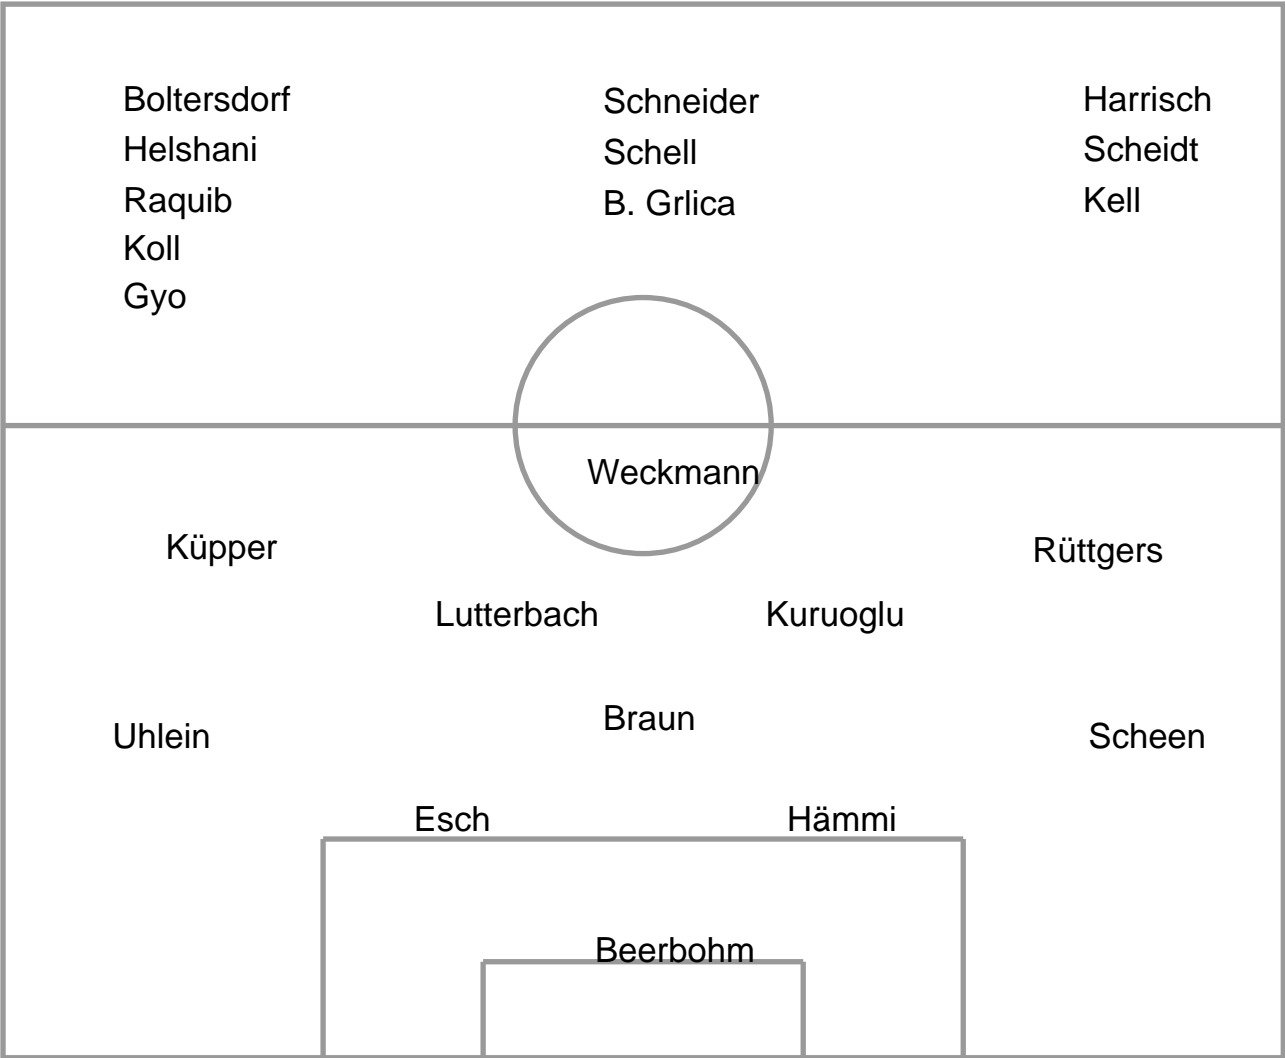 Boltersdorf
Helshani
Raquib
Koll
Gyo
Schneider
Schell
B. Grlica
Harrisch
Scheidt
Kell
Weckmann
Küpper
Rüttgers
Lutterbach
Kuruoglu
Uhlein
Braun
Scheen
Esch
Hämmi
Beerbohm